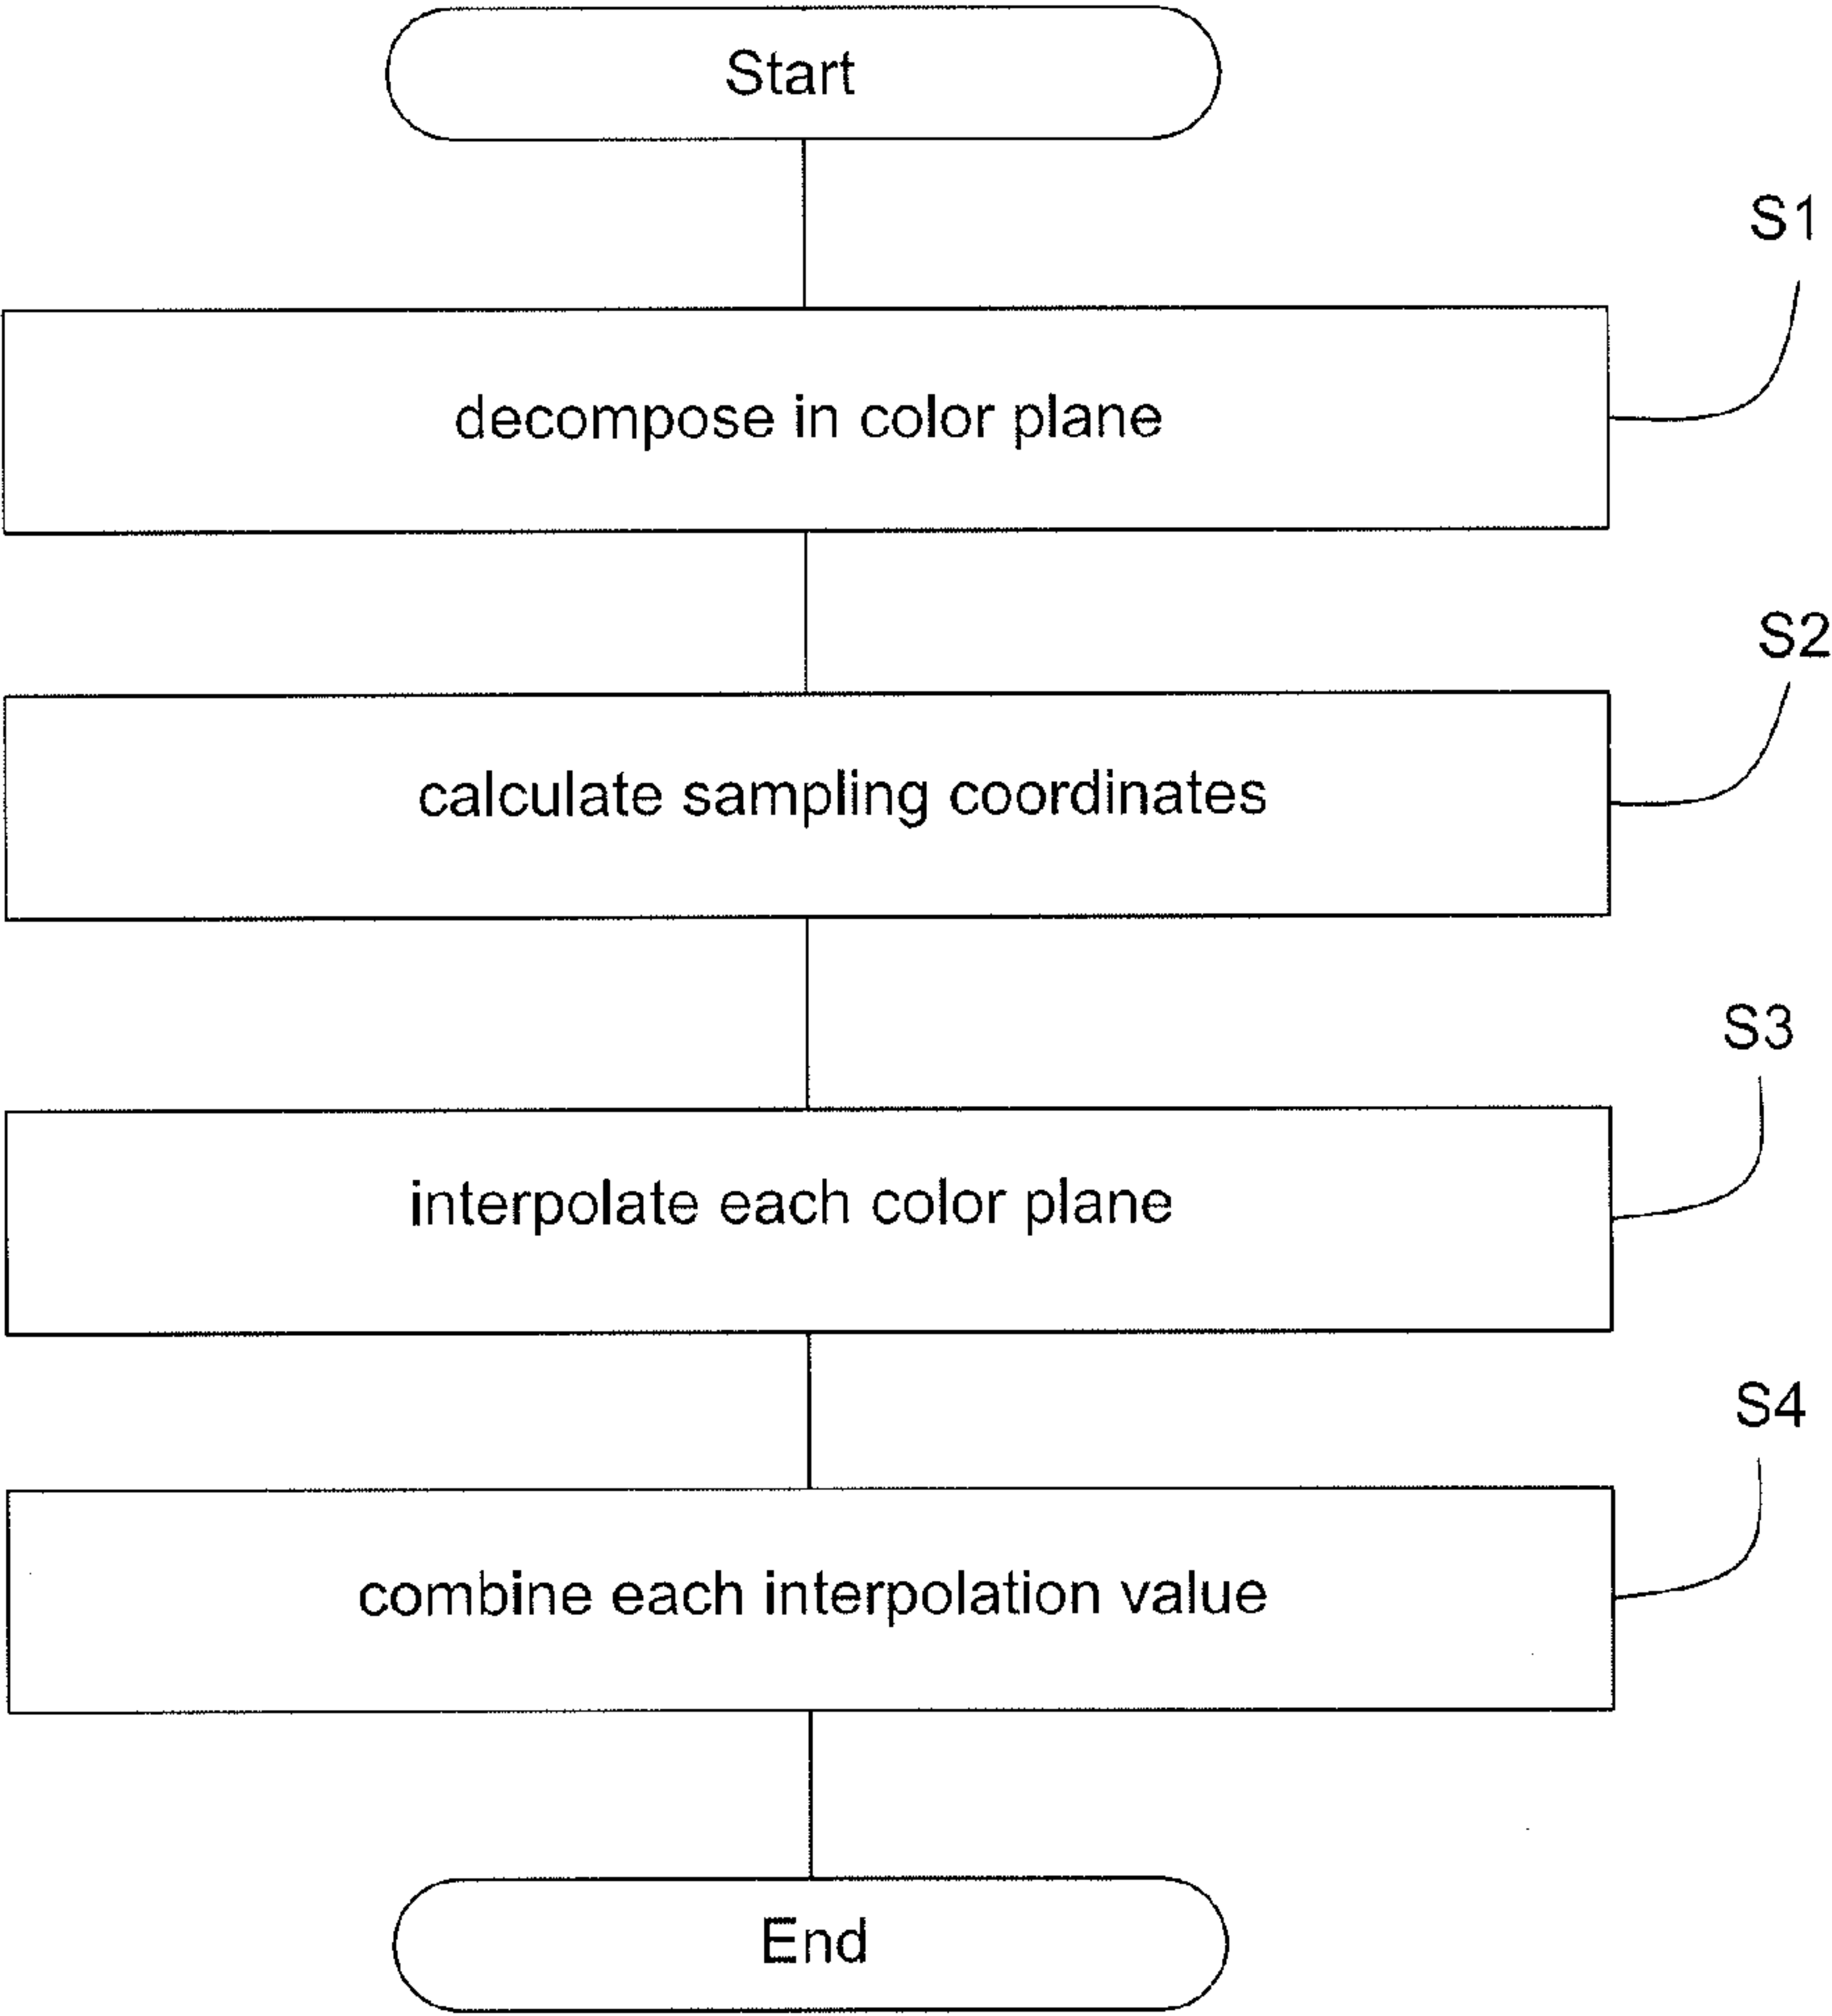 Start
S1
decompose in color plane
S2
calculate sampling coordinates
S3
interpolate each color plane
S4
combine each interpolation value
End